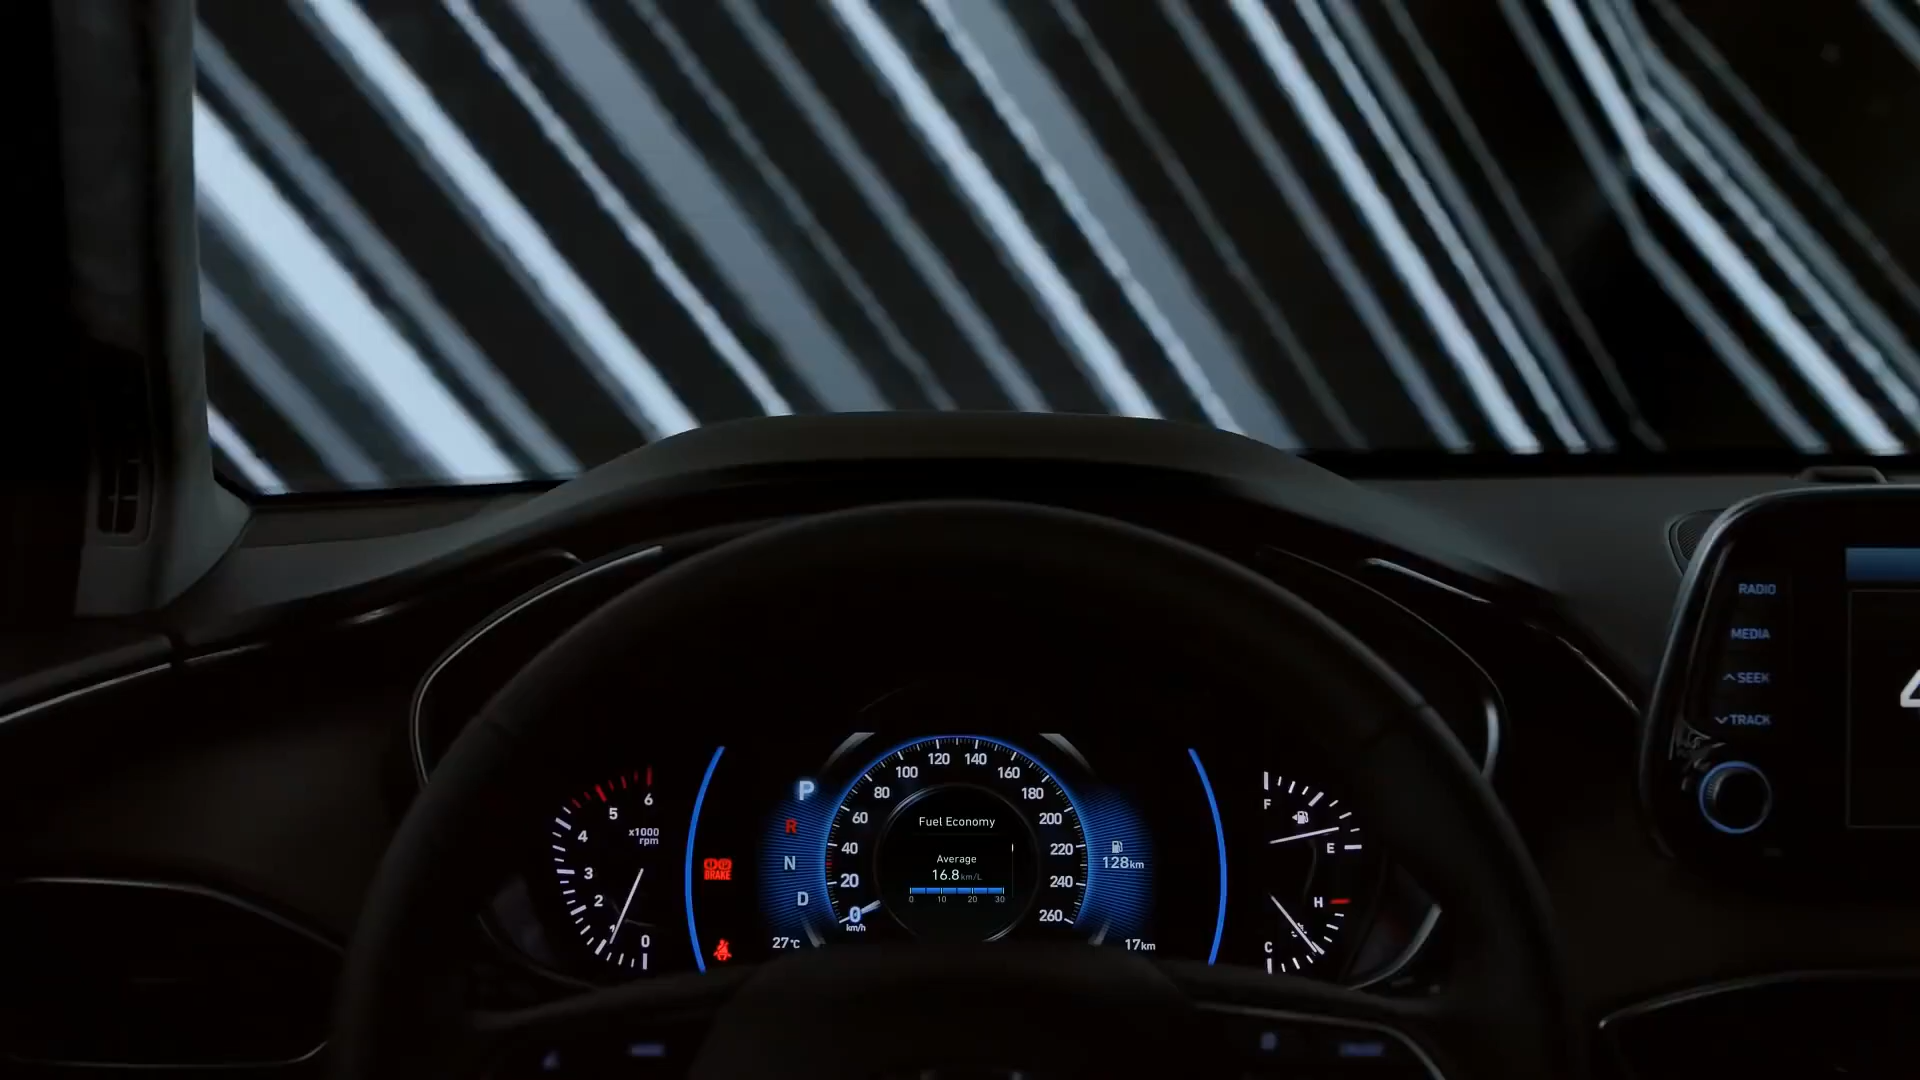 RADIO
MEDIA
SEEK
TRACK
6
5
4
3
2
1
0
x1000
rpm
BRAKE
P
R
N
D
27℃
0
20
40
60
80
100
120
140
160
180
200
220
240
260
km/h
Fuel Economy
Average
16.8km/L
0 10 20 30
128km
17km
F
E
H
C